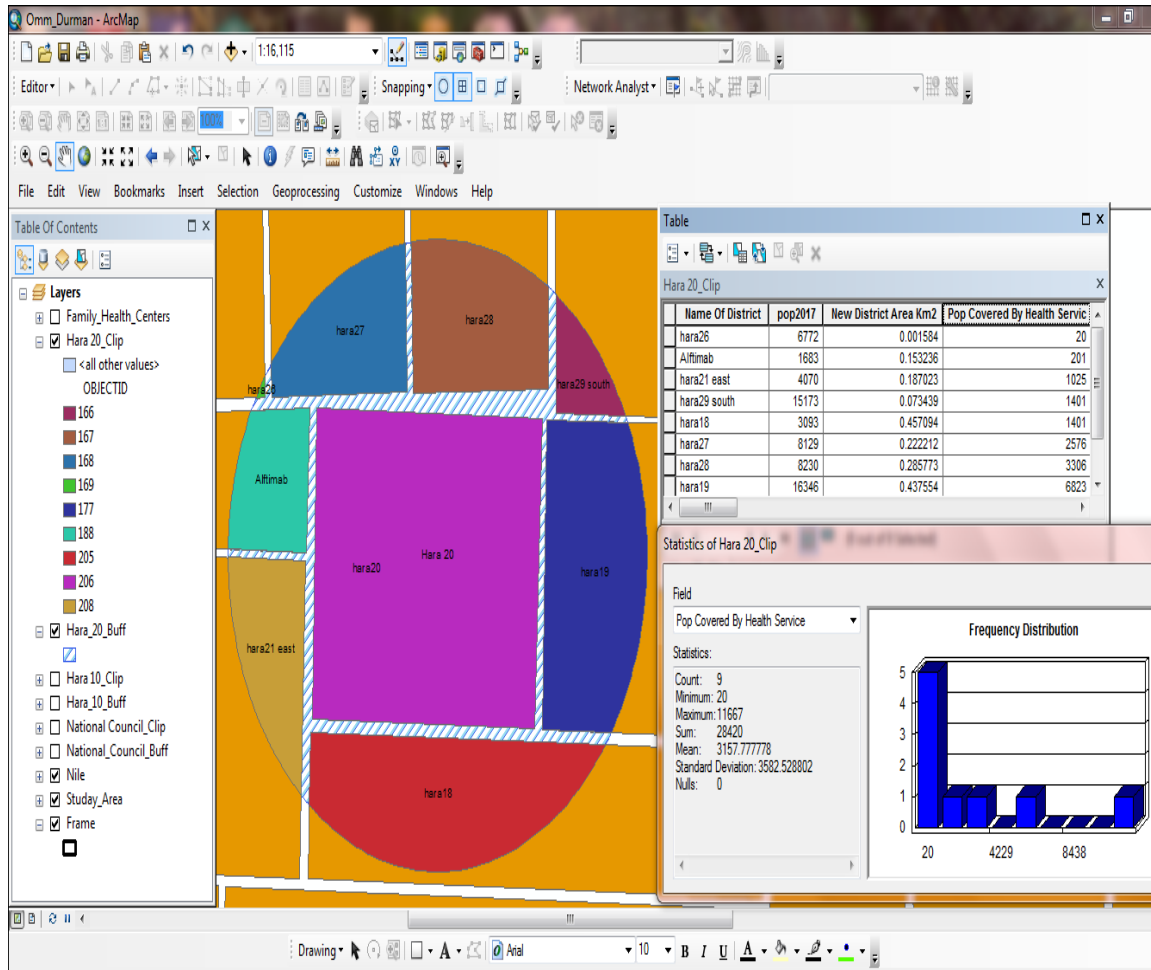 Omm_Durman - ArcMap
1:16,115
Editor Snapping Network Analyst
100%
File Edit View Bookmarks Insert Selection Geoprocessing Customize Windows Help
Table Of Contents
Layers
Family_Health_Centers
Hara 20_Clip
<all other values>
OBJECTID
166
167
168
169
177
188
205
206
208
Hara_20_Buff
Hara 10_Clip
Hara_10_Buff
National Council_Clip
National_Council_Buff
Nile
Studay_Area
Frame
hara27
hara28
hara26
hara29 south
Alftimab
Hara 20
hara20
hara19
hara21 east
hara18
Table
Hara 20_Clip
Name Of District pop2017 New District Area Km2 Pop Covered By Health Servic
hara26 6772 0.001584 20
Alftimab 1683 0.153236 201
hara21 east 4070 0.187023 1025
hara29 south 15173 0.073439 1401
hara18 3093 0.457094 1401
hara27 8129 0.222212 2576
hara28 8230 0.285773 3306
hara19 16346 0.437554 6823
Statistics of Hara 20_Clip
Field
Pop Covered By Health Service
Statistics:
Count: 9
Minimum: 20
Maximum: 11667
Sum: 28420
Mean: 3157.777778
Standard Deviation: 3582.528802
Nulls: 0
Frequency Distribution
5
4
3
2
1
0
20 4229 8438
Drawing A Arial 10 B I U A